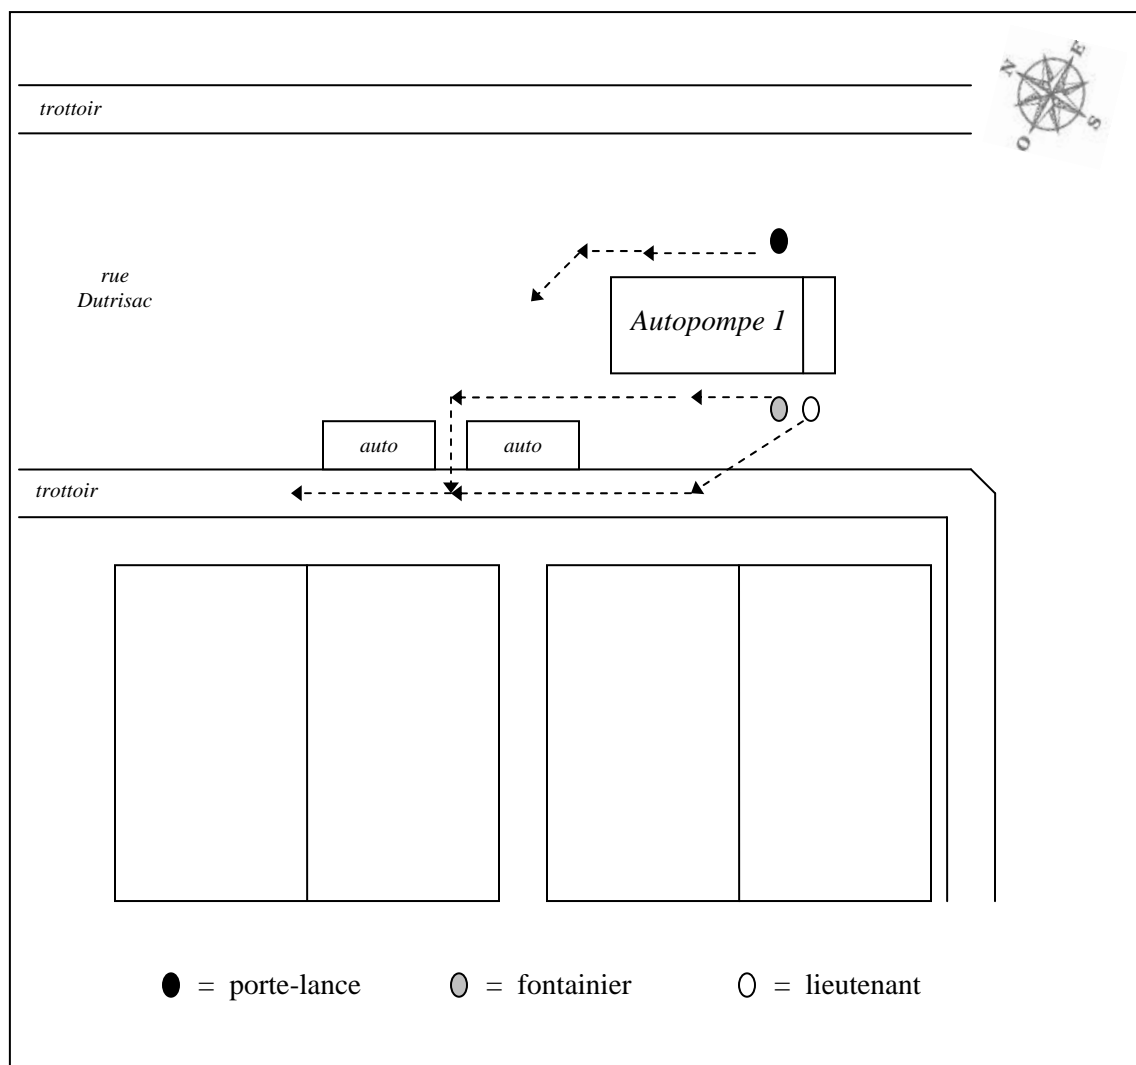 E
N
S
O
trottoir
rue
Dutrisac
Autopompe 1
auto auto
trottoir
= porte-lance = fontainier = lieutenant